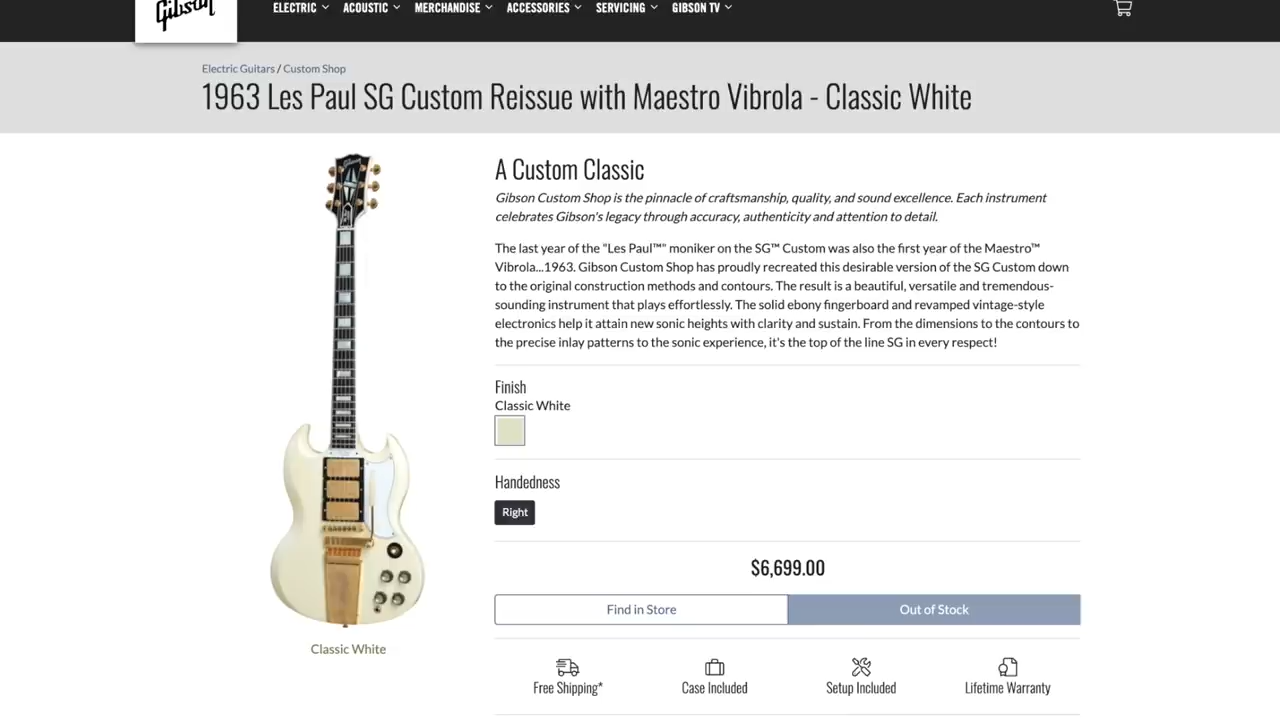 Gibson
ELECTRIC ACOUSTIC MERCHANDISE ACCESSORIES SERVICING GIBSON TV
Electric Guitars / Custom Shop
1963 Les Paul SG Custom Reissue with Maestro Vibrola - Classic White
A Custom Classic
Gibson Custom Shop is the pinnacle of craftsmanship, quality, and sound excellence. Each instrument
celebrates Gibson's legacy through accuracy, authenticity and attention to detail.
The last year of the "Les Paul™" moniker on the SG™ Custom was also the first year of the Maestro™
Vibrola...1963. Gibson Custom Shop has proudly recreated this desirable version of the SG Custom down
to the original construction methods and contours. The result is a beautiful, versatile and tremendous-
sounding instrument that plays effortlessly. The solid ebony fingerboard and revamped vintage-style
electronics help it attain new sonic heights with clarity and sustain. From the dimensions to the contours to
the precise inlay patterns to the sonic experience, it's the top of the line SG in every respect!
Finish
Classic White
Handedness
Right
$6,699.00
Find in Store
Out of Stock
Classic White
Free Shipping*
Case Included
Setup Included
Lifetime Warranty